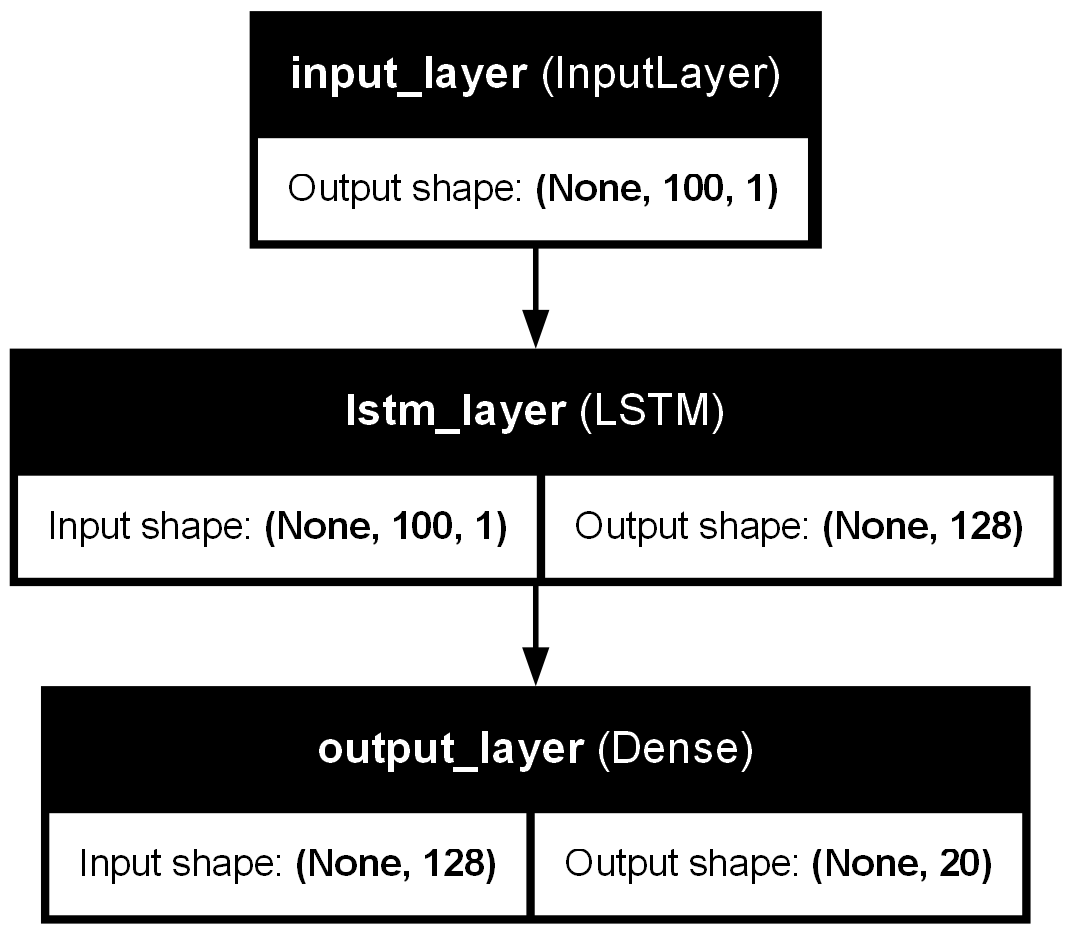 input_layer (InputLayer)
Output shape: (None, 100, 1)
lstm_layer (LSTM)
Input shape: (None, 100, 1)
Output shape: (None, 128)
output_layer (Dense)
Input shape: (None, 128)
Output shape: (None, 20)